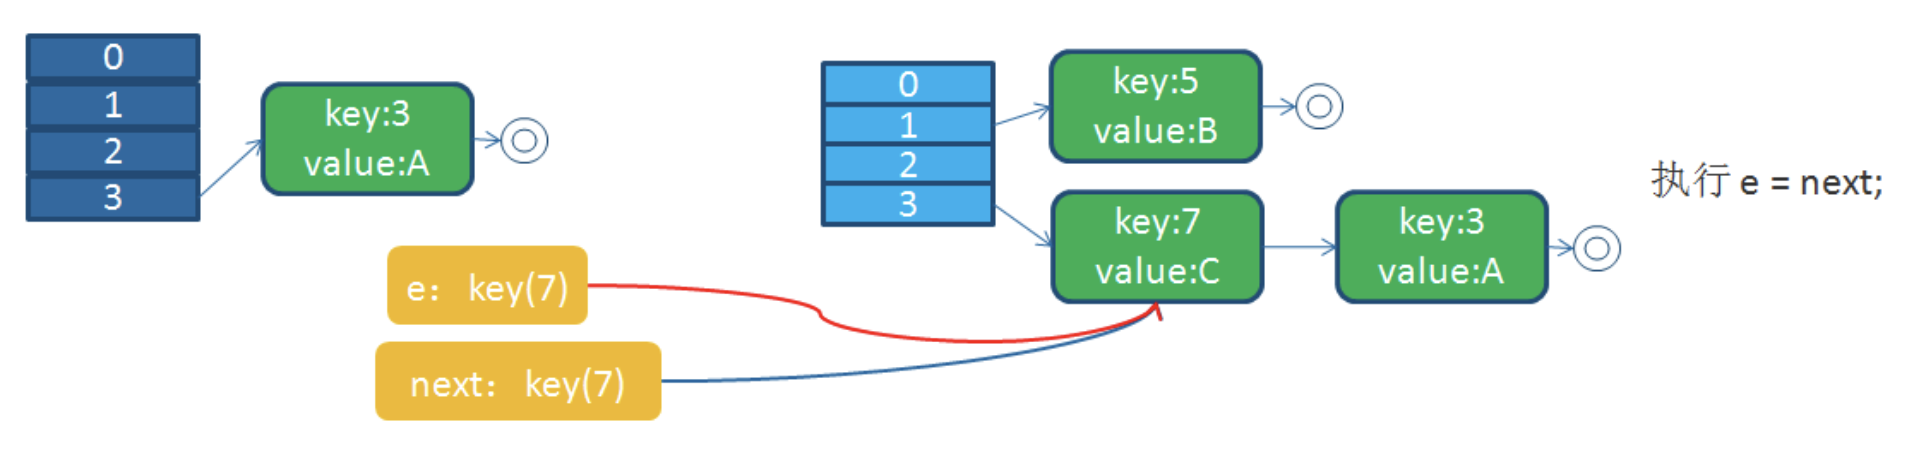 0
1
2
3
key:3
value:A
0
1
2
3
key:5
value:B
key:7
value:C
key:3
value:A
执行 e = next;
e： key(7)
next： key(7)